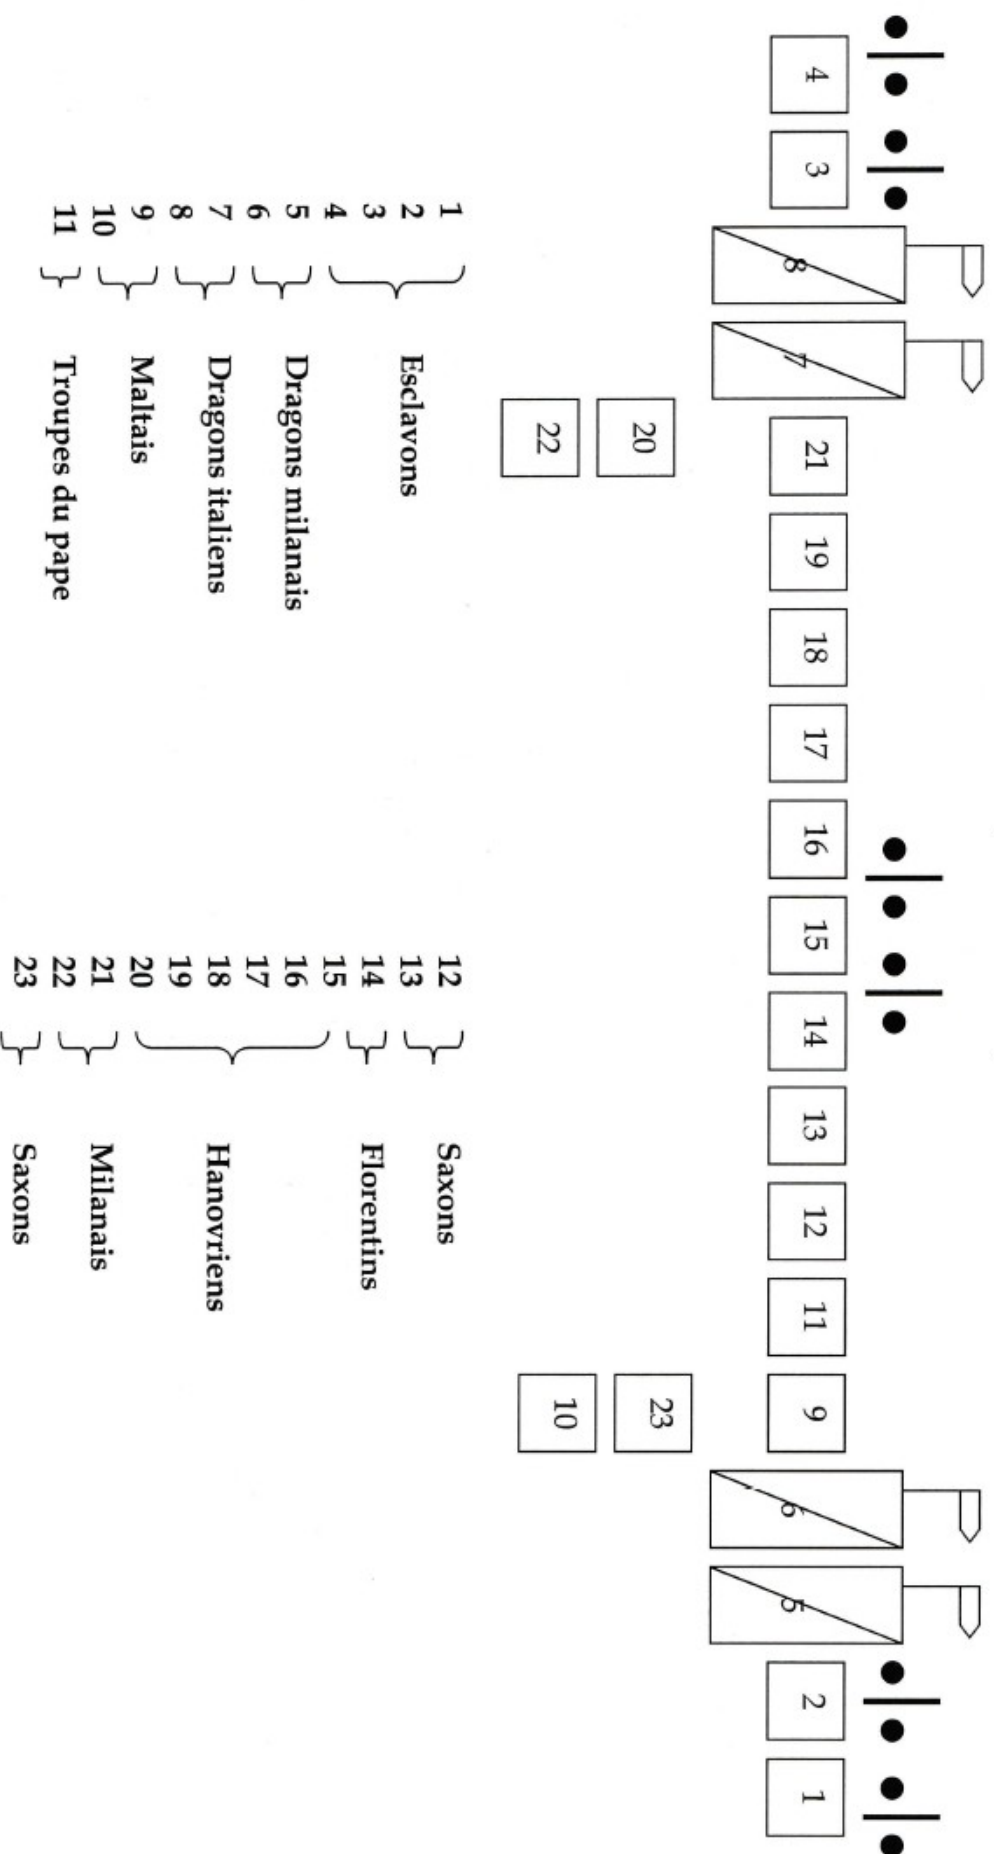 4 3 8 7 21 19 18 17 16 15 14 13 12 11 9 6 5 2 1
20 23
22 10
1
2
3
4
Esclavons
5
6
Dragons milanais
7
8
Dragons italiens
9
10
Maltais
11
Troupes du pape
12
13
Saxons
14
Florentins
15
16
17
18
19
20
Hanovriens
21
22
Milanais
23
Saxons